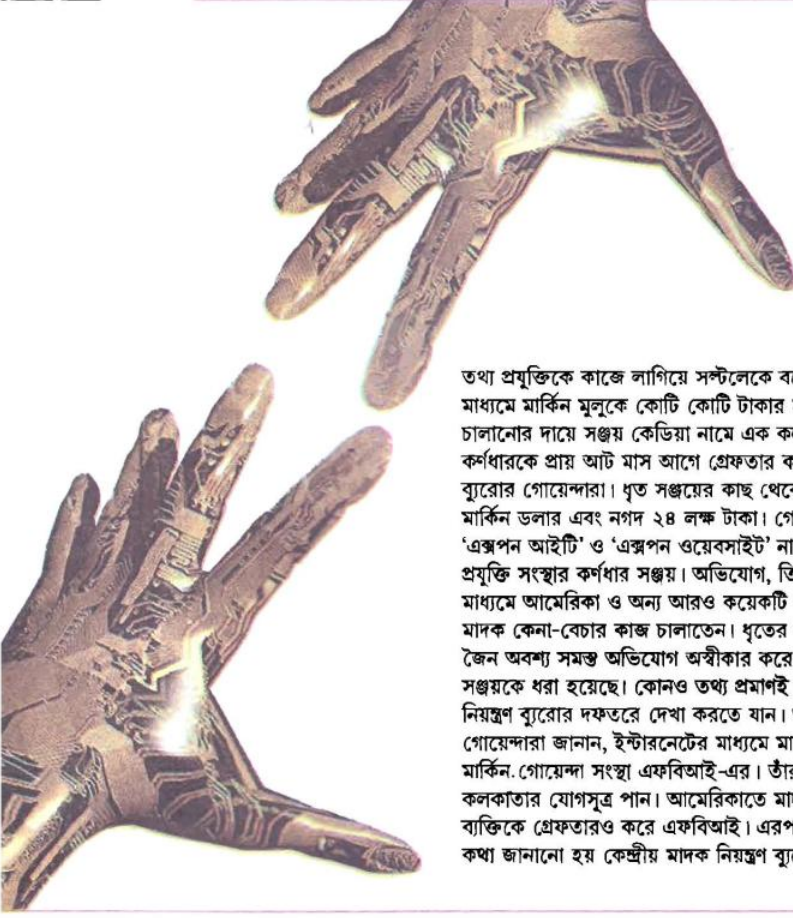 তথ্য প্রযুক্তিকে কাজে লাগিয়ে সল্টলেকে
মাধ্যমে মার্কিন মুলুকে কোটি কোটি টাকার
চালানোর দায়ে সঞ্জয় কেডিয়া নামে এক
কর্ণধারকে প্রায় আট মাস আগে গ্রেফতার
ব্যুরোর গোয়েন্দারা। ধৃত সঞ্জয়ের কাছ
মার্কিন ডলার এবং নগদ ২৪ লক্ষ টাকা।
‘এক্সপন আইটি’ ও ‘এক্সপন ওয়েবসাইট’
প্রযুক্তি সংস্থার কর্ণধার সঞ্জয়। অভিযোগ,
মাধ্যমে আমেরিকা ও অন্য আরও কয়েকটি
মাদক কেনা-বেচার কাজ চালাতেন। ধৃতের
জৈন অবশ্য সমস্ত অভিযোগ অস্বীকার করে
সঞ্জয়কে ধরা হয়েছে। কোনও তথ্য প্রমাণই
নিয়ন্ত্রণ ব্যুরোর দফতরে দেখা করতে যান।
গোয়েন্দারা জানান, ইন্টারনেটের মাধ্যমে
মার্কিন গোয়েন্দা সংস্থা এফবিআই-এর।
কলকাতার যোগসূত্র পান। আমেরিকাতে
ব্যক্তিকে গ্রেফতারও করে এফবিআই।
কথা জানানো হয় কেন্দ্রীয় মাদক নিয়ন্ত্রণ